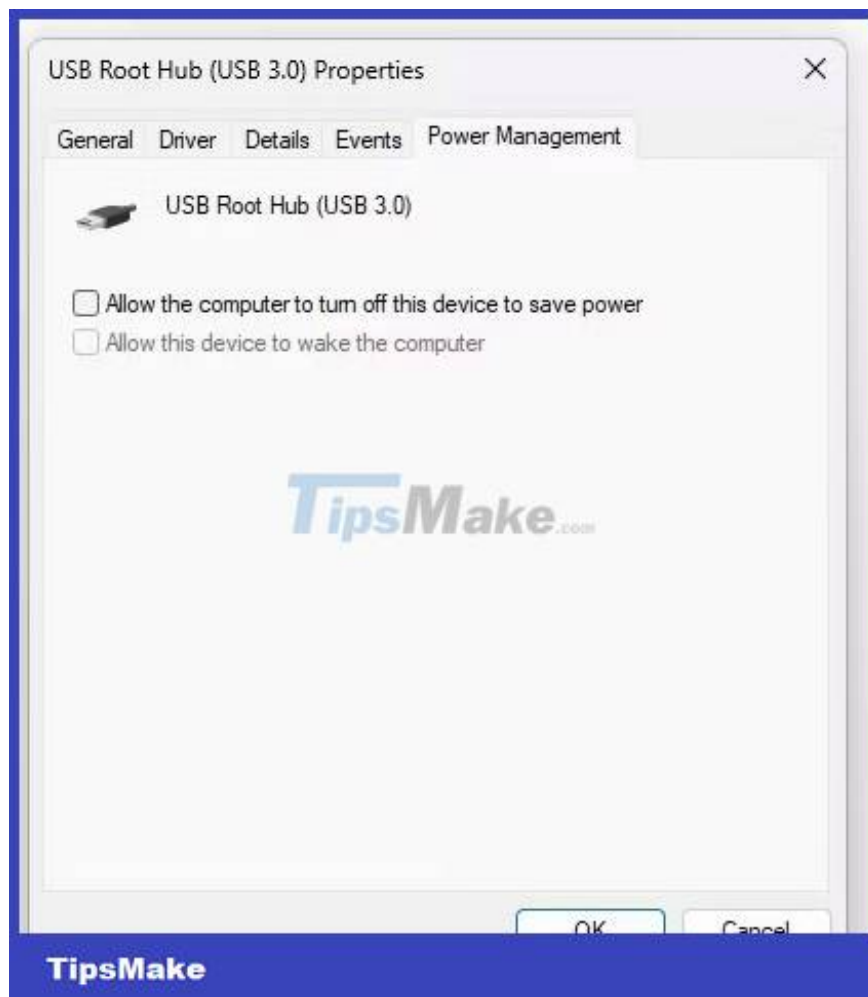 USB Root Hub (USB 3.0) Properties
General Driver Details Events Power Management
USB Root Hub (USB 3.0)
Allow the computer to turn off this device to save power
Allow this device to wake the computer
TipsMake.com
OK Cancel
TipsMake